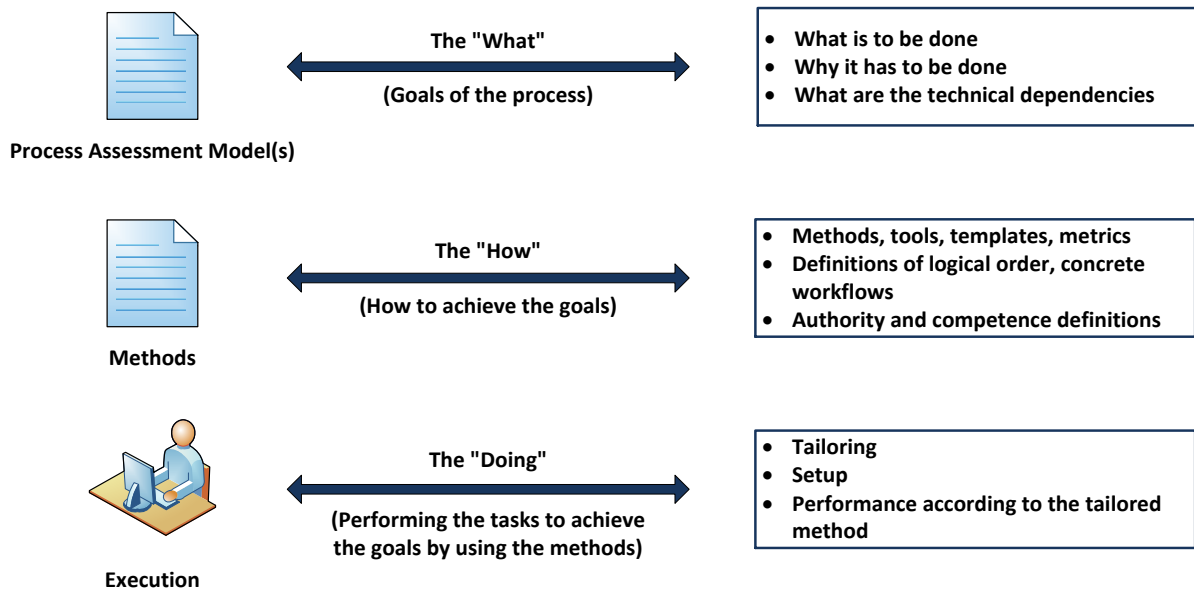 The "What"
(Goals of the process)
Process Assessment Model(s)
• What is to be done
• Why it has to be done
• What are the technical dependencies
The "How"
(How to achieve the goals)
Methods
• Methods, tools, templates, metrics
• Definitions of logical order, concrete
workflows
• Authority and competence definitions
The "Doing"
(Performing the tasks to achieve
the goals by using the methods)
Execution
• Tailoring
• Setup
• Performance according to the tailored
method